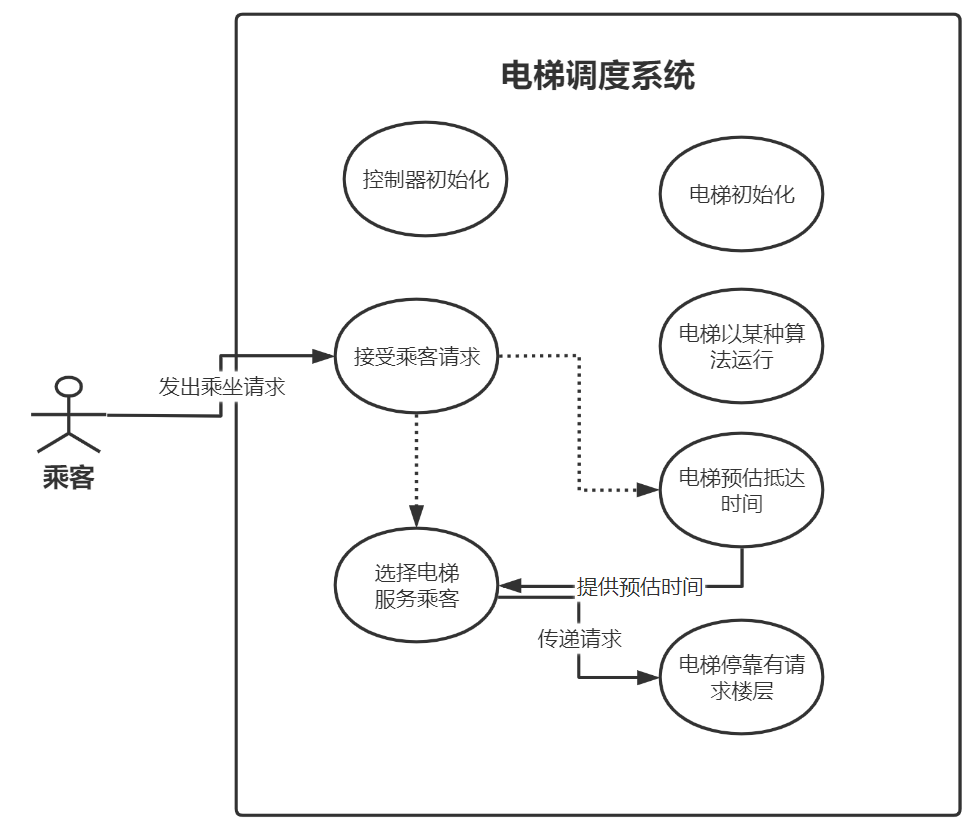 电梯调度系统
控制器初始化
电梯初始化
接受乘客请求
电梯以某种算
法运行
发出乘坐请求
乘客
电梯预估抵达
时间
选择电梯
服务乘客
提供预估时间
传递请求
电梯停靠有请
求楼层